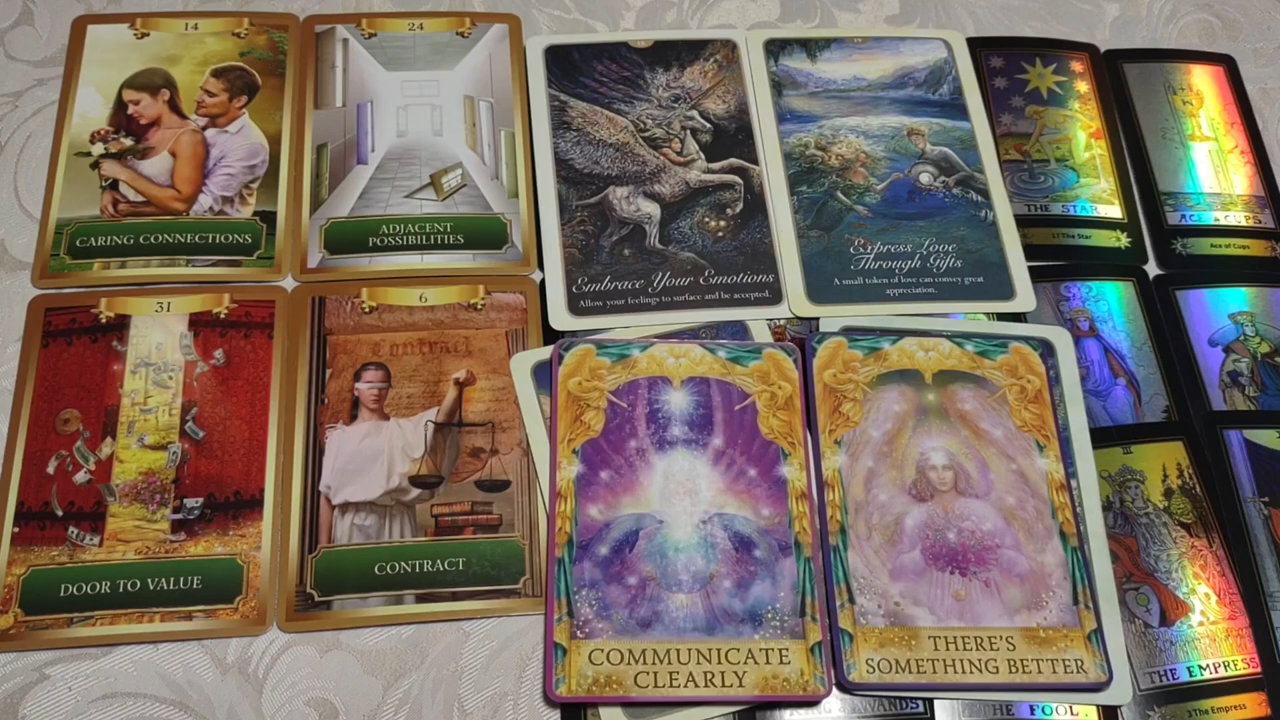 14
CARING CONNECTIONS
24
ADJACENT
POSSIBILITIES
31
DOOR TO VALUE
6
Contract
CONTRACT
Embrace Your Emotions
Allow your feelings to surface and be accepted.
Express Love
Through Gifts
A small token of love can convey great
appreciation.
COMMUNICATE
CLEARLY
THERE'S
SOMETHING BETTER
THE STAR.
17 The Star
ACE of CUPS.
Ace of Cups
III
THE EMPRESS
3 The Empress
WANDS
THE FOOL.